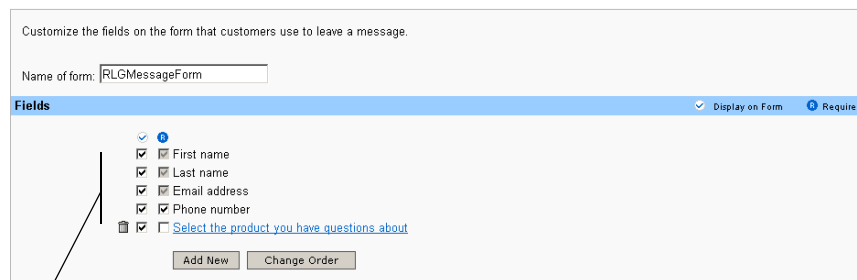 Customize the fields on the form that customers use to leave a message.
Name of form: RLGMessageForm
Fields Display on Form R Require
R
First name
Last name
Email address
Phone number
Select the product you have questions about
Add New Change Order